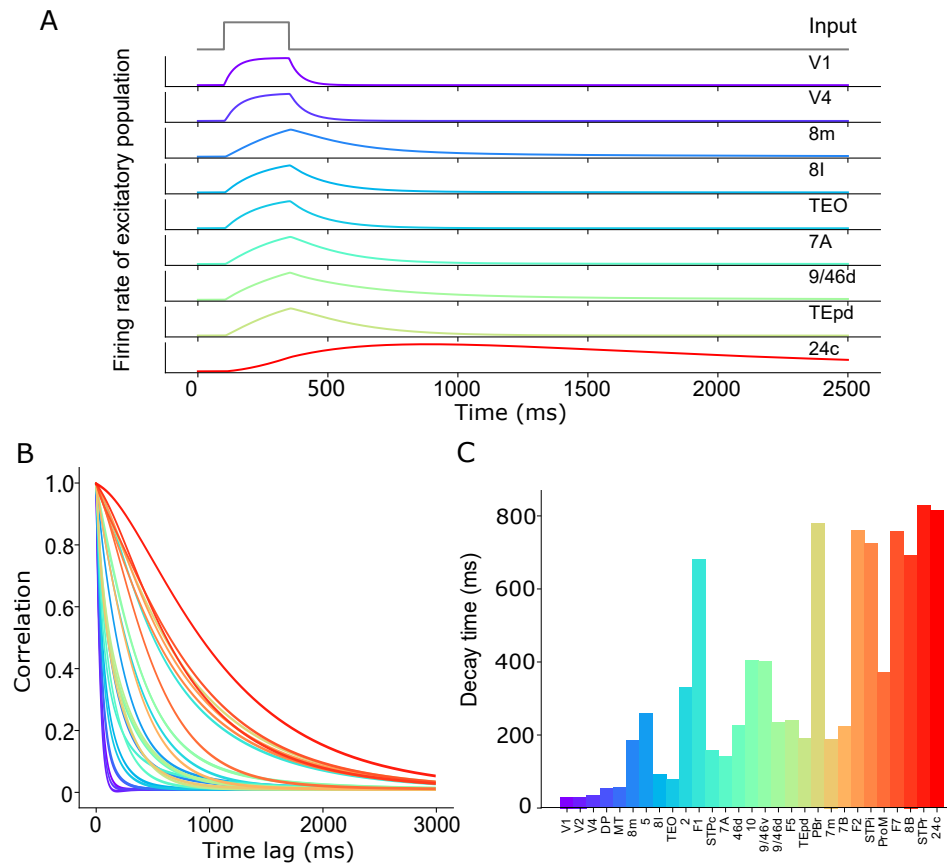 A
Input
V1
V4
8m
8l
TEO
7A
9/46d
TEpd
24c
Firing rate of excitatory population
0 500 1000 1500 2000 2500
Time (ms)
B
1.0
0.8
0.6
0.4
0.2
0
Correlation
0 1000 2000 3000
Time lag (ms)
C
800
600
400
200
0
Decay time (ms)
V1 V2 V4 DP MT 8m 5 8l TEO 2 F1 STPc 7A 46d 10 9/46v 9/46d F5 TEpd PBr 7m 7B F2 STPi ProM F7 8B STPr 24c